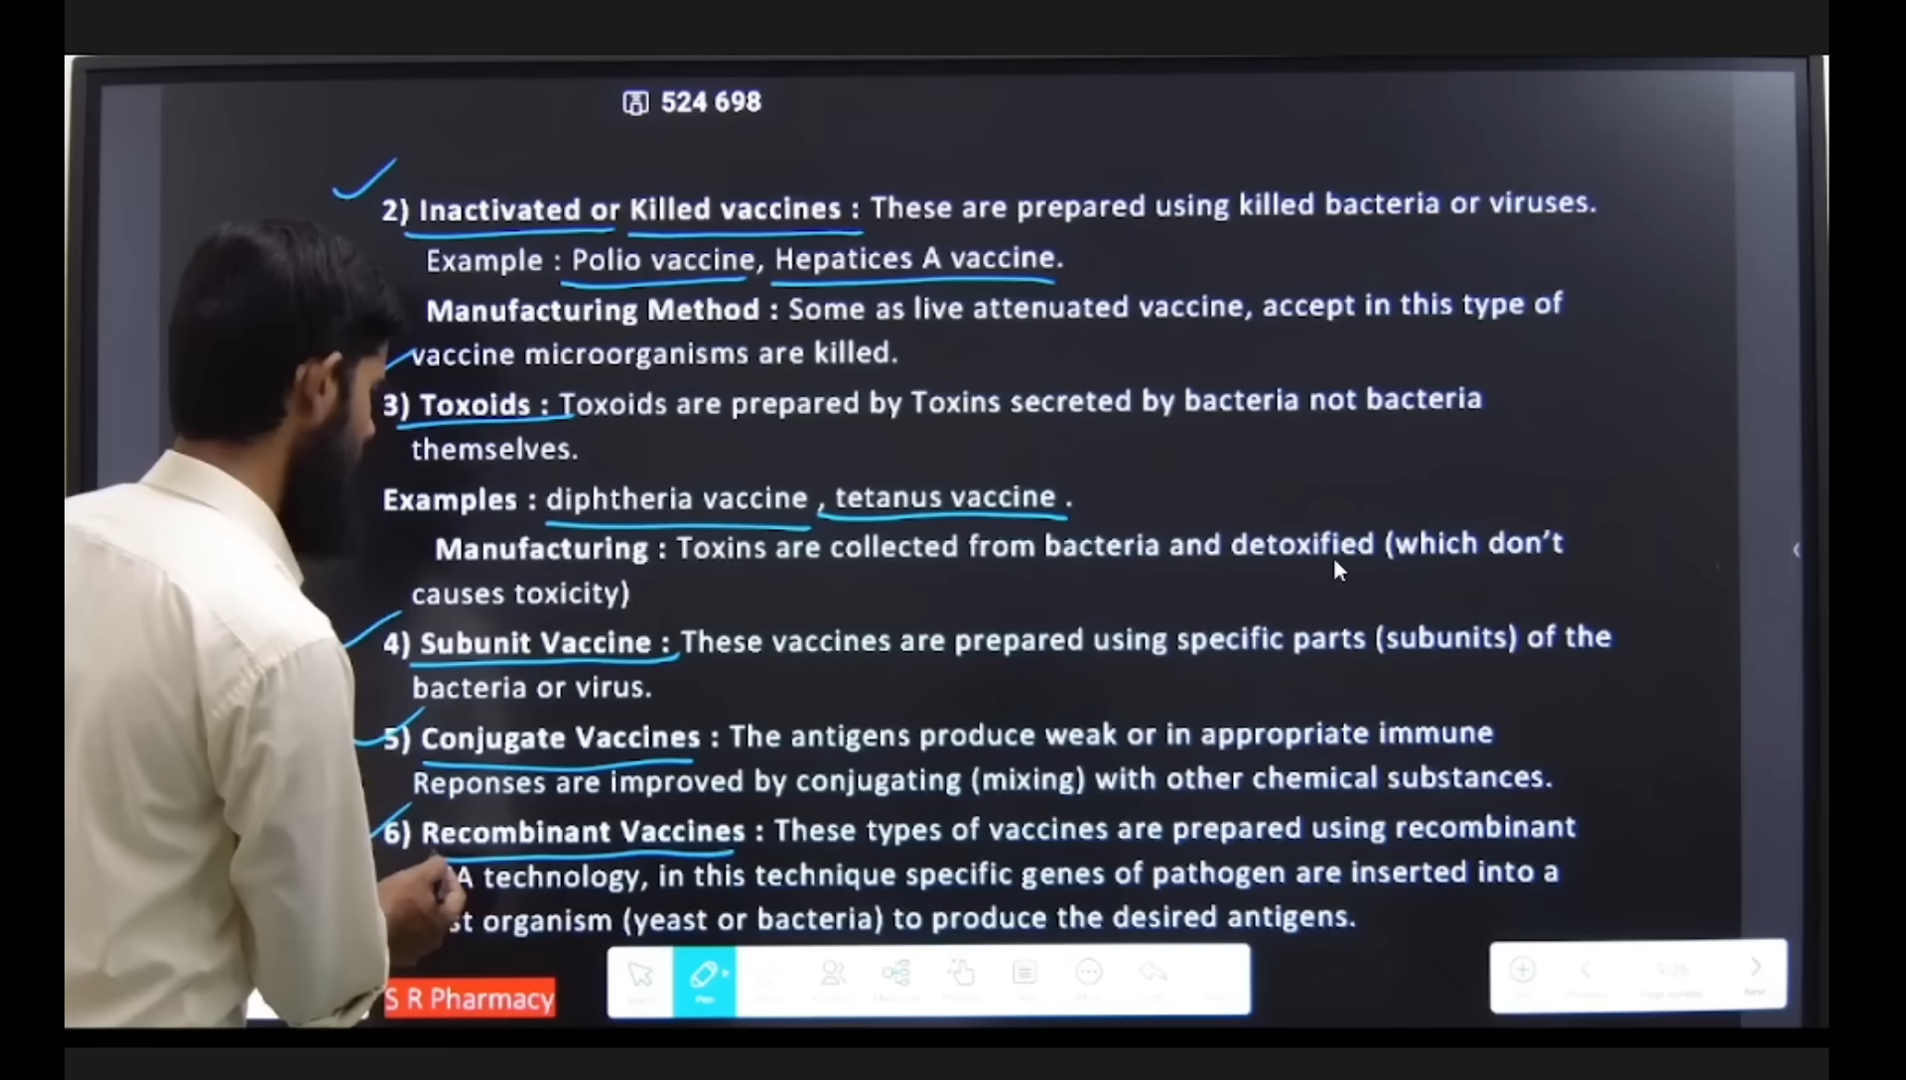 524 698
2) Inactivated or Killed vaccines : These are prepared using killed bacteria or viruses.
Example : Polio vaccine, Hepatices A vaccine.
Manufacturing Method : Some as live attenuated vaccine, accept in this type of
vaccine microorganisms are killed.
3) Toxoids : Toxoids are prepared by Toxins secreted by bacteria not bacteria
themselves.
Examples : diphtheria vaccine , tetanus vaccine .
Manufacturing : Toxins are collected from bacteria and detoxified (which don't
causes toxicity)
4) Subunit Vaccine : These vaccines are prepared using specific parts (subunits) of the
bacteria or virus.
5) Conjugate Vaccines : The antigens produce weak or in appropriate immune
Reponses are improved by conjugating (mixing) with other chemical substances.
6) Recombinant Vaccines : These types of vaccines are prepared using recombinant
A technology, in this technique specific genes of pathogen are inserted into a
st organism (yeast or bacteria) to produce the desired antigens.
S R Pharmacy
Pen
Next